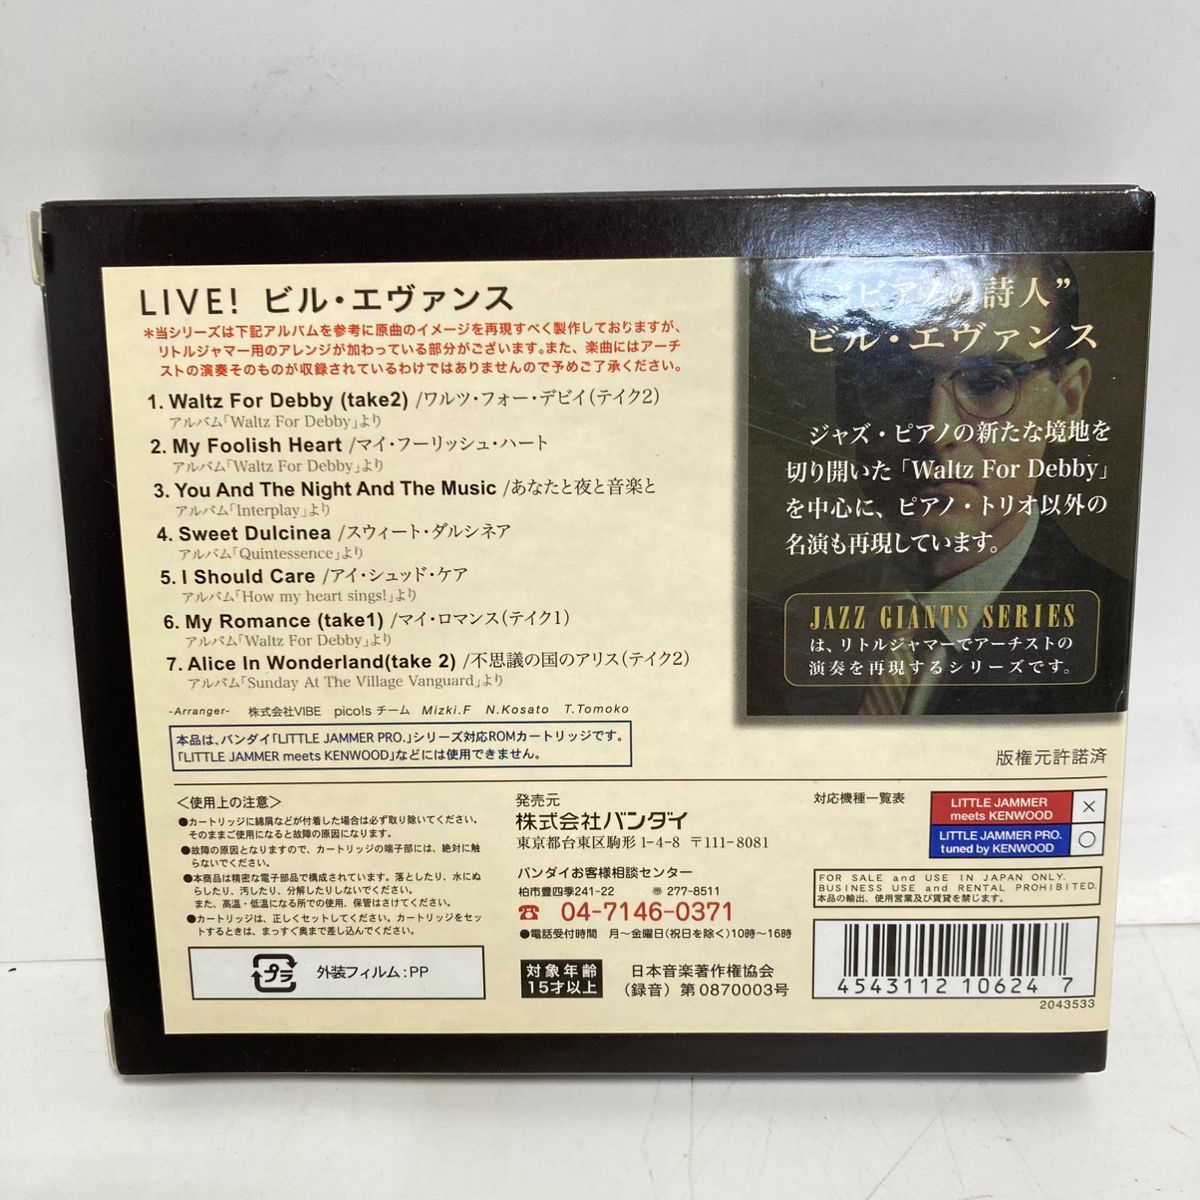 LIVE! ビル・エヴァンス
＊当シリーズは下記アルバムを参考に原曲のイメージを再現すべく製作しておりますが、
リトルジャマー用のアレンジが加わっている部分がございます。また、楽曲にはアーチ
ストの演奏そのものが収録されているわけではありませんので予めご了承ください。
1. Waltz For Debby (take2) /ワルツ・フォー・デビイ(テイク2)
アルバム「Waltz For Debby」より
2. My Foolish Heart /マイ・フーリッシュ・ハート
アルバム「Waltz For Debby」より
3. You And The Night And The Music /あなたと夜と音楽と
アルバム「Interplay」より
4. Sweet Dulcinea /スウィート・ダルシネア
アルバム「Quintessence」より
5. I Should Care /アイ・シュッド・ケア
アルバム「How my heart sings!」より
6. My Romance (take1) /マイ・ロマンス(テイク1)
アルバム「Waltz For Debby」より
7. Alice In Wonderland(take 2) /不思議の国のアリス(テイク2)
アルバム「Sunday At The Village Vanguard」より
-Arranger- 株式会社VIBE pico!s チーム Mizki.F N.Kosato T.Tomoko
本品は、バンダイ「LITTLE JAMMER PRO.」シリーズ対応ROMカートリッジです。
「LITTLE JAMMER meets KENWOOD」などには使用できません。
“ピアノの詩人”
ビル・エヴァンス
ジャズ・ピアノの新たな境地を
切り開いた「Waltz For Debby」
を中心に、ピアノ・トリオ以外の
名演も再現しています。
JAZZ GIANTS SERIES
は、リトルジャマーでアーチストの
演奏を再現するシリーズです。
版権元許諾済
＜使用上の注意＞
●カートリッジに綿屑などが付着した場合は必ず取り除いてください。
そのままご使用になると故障の原因になります。
●故障の原因となりますので、カートリッジの端子部には、絶対に触
らないでください。
●本商品は精密な電子部品で構成されています。落としたり、水にぬ
らしたり、汚したり、分解したりしないでください。
また、高温・低温になる所での使用、保管はさけてください。
●カートリッジは、正しくセットしてください。カートリッジをセッ
トするときは、まっすぐ奥まで差し込んでください。
プラ
外装フィルム:PP
発売元
株式会社バンダイ
東京都台東区駒形1-4-8 〒111-8081
バンダイお客様相談センター
柏市豊四季241-22 〠277-8511
☎ 04-7146-0371
●電話受付時間 月～金曜日(祝日を除く)10時～16時
対象年齢
15才以上
日本音楽著作権協会
(録音) 第0870003号
対応機種一覧表
LITTLE JAMMER
meets KENWOOD
×
LITTLE JAMMER PRO.
tuned by KENWOOD
○
FOR SALE and USE IN JAPAN ONLY.
BUSINESS USE and RENTAL PROHIBITED.
本品の輸出、使用営業及び賃貸を禁じます。
4543112 10624 7
2043533